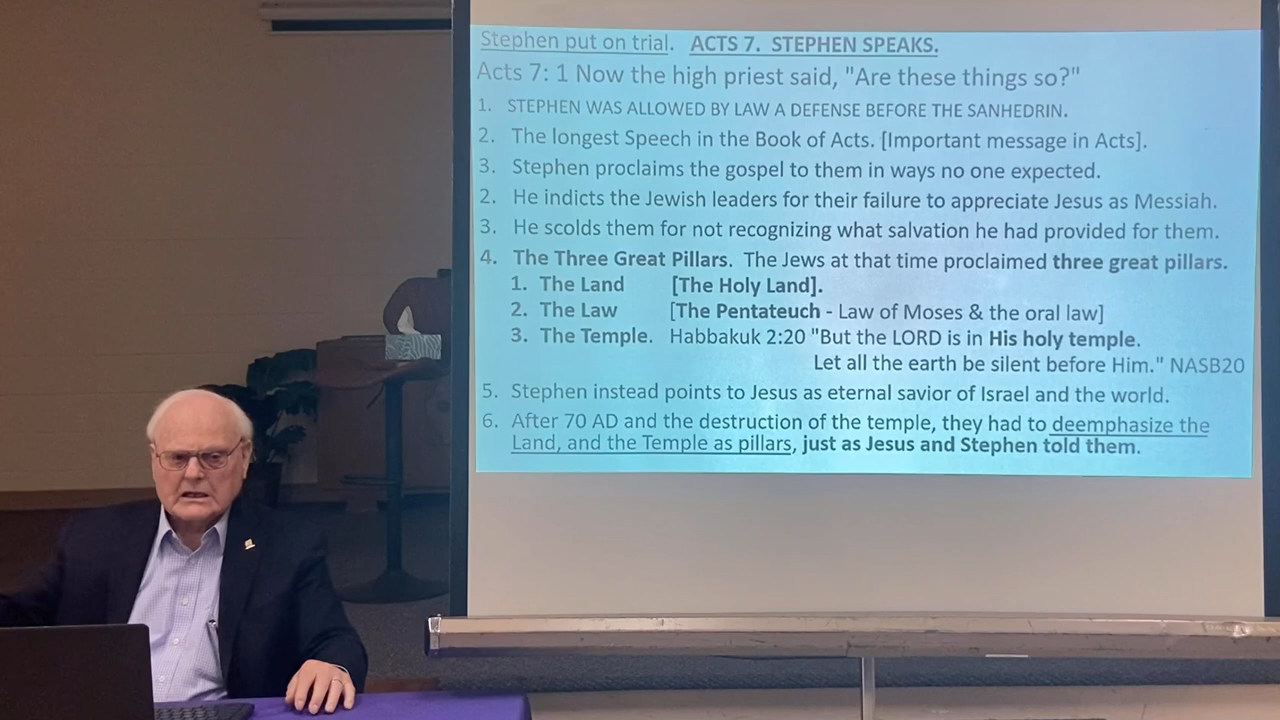 Stephen put on trial. ACTS 7. STEPHEN SPEAKS.
Acts 7: 1 Now the high priest said, "Are these things so?"
1. STEPHEN WAS ALLOWED BY LAW A DEFENSE BEFORE THE SANHEDRIN.
2. The longest Speech in the Book of Acts. [Important message in Acts].
3. Stephen proclaims the gospel to them in ways no one expected.
2. He indicts the Jewish leaders for their failure to appreciate Jesus as Messiah.
3. He scolds them for not recognizing what salvation he had provided for them.
4. The Three Great Pillars. The Jews at that time proclaimed three great pillars.
1. The Land [The Holy Land].
2. The Law [The Pentateuch - Law of Moses & the oral law]
3. The Temple. Habbakuk 2:20 "But the LORD is in His holy temple.
Let all the earth be silent before Him." NASB20
5. Stephen instead points to Jesus as eternal savior of Israel and the world.
6. After 70 AD and the destruction of the temple, they had to deemphasize the
Land, and the Temple as pillars, just as Jesus and Stephen told them.